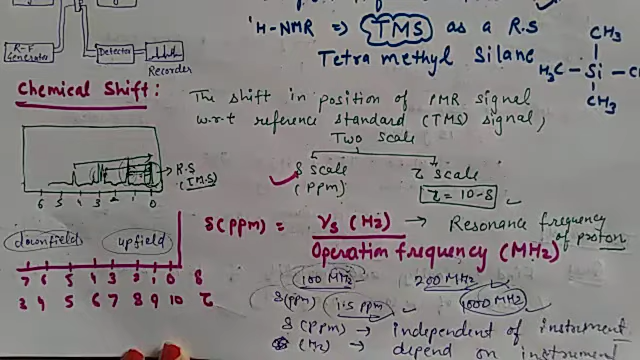 ¹H-NMR => TMS as a R.S
Tetra methyl Silane
R-F Generator
Detector
Recorder
CH₃
H₃C-Si-C
CH₃
Chemical Shift:
The shift in position of PMR signal
w.r.t reference standard (TMS) signal,
Two scale
δ scale
(PPM)
τ scale
τ = 10-δ
R.S
(T.M.S)
6 5 4 3 2 1 0
δ(ppm) = νs (Hz) → Resonance frequency of proton
Operation frequency (MHz)
downfield upfield
7 6 5 4 3 2 1 0 δ
3 4 5 6 7 8 9 10 τ
100 MHz 200 MHz
δ(ppm) 1.5 ppm 1000 MHz
δ (PPM) → independent of instrument
(Hz) → depend on instrument